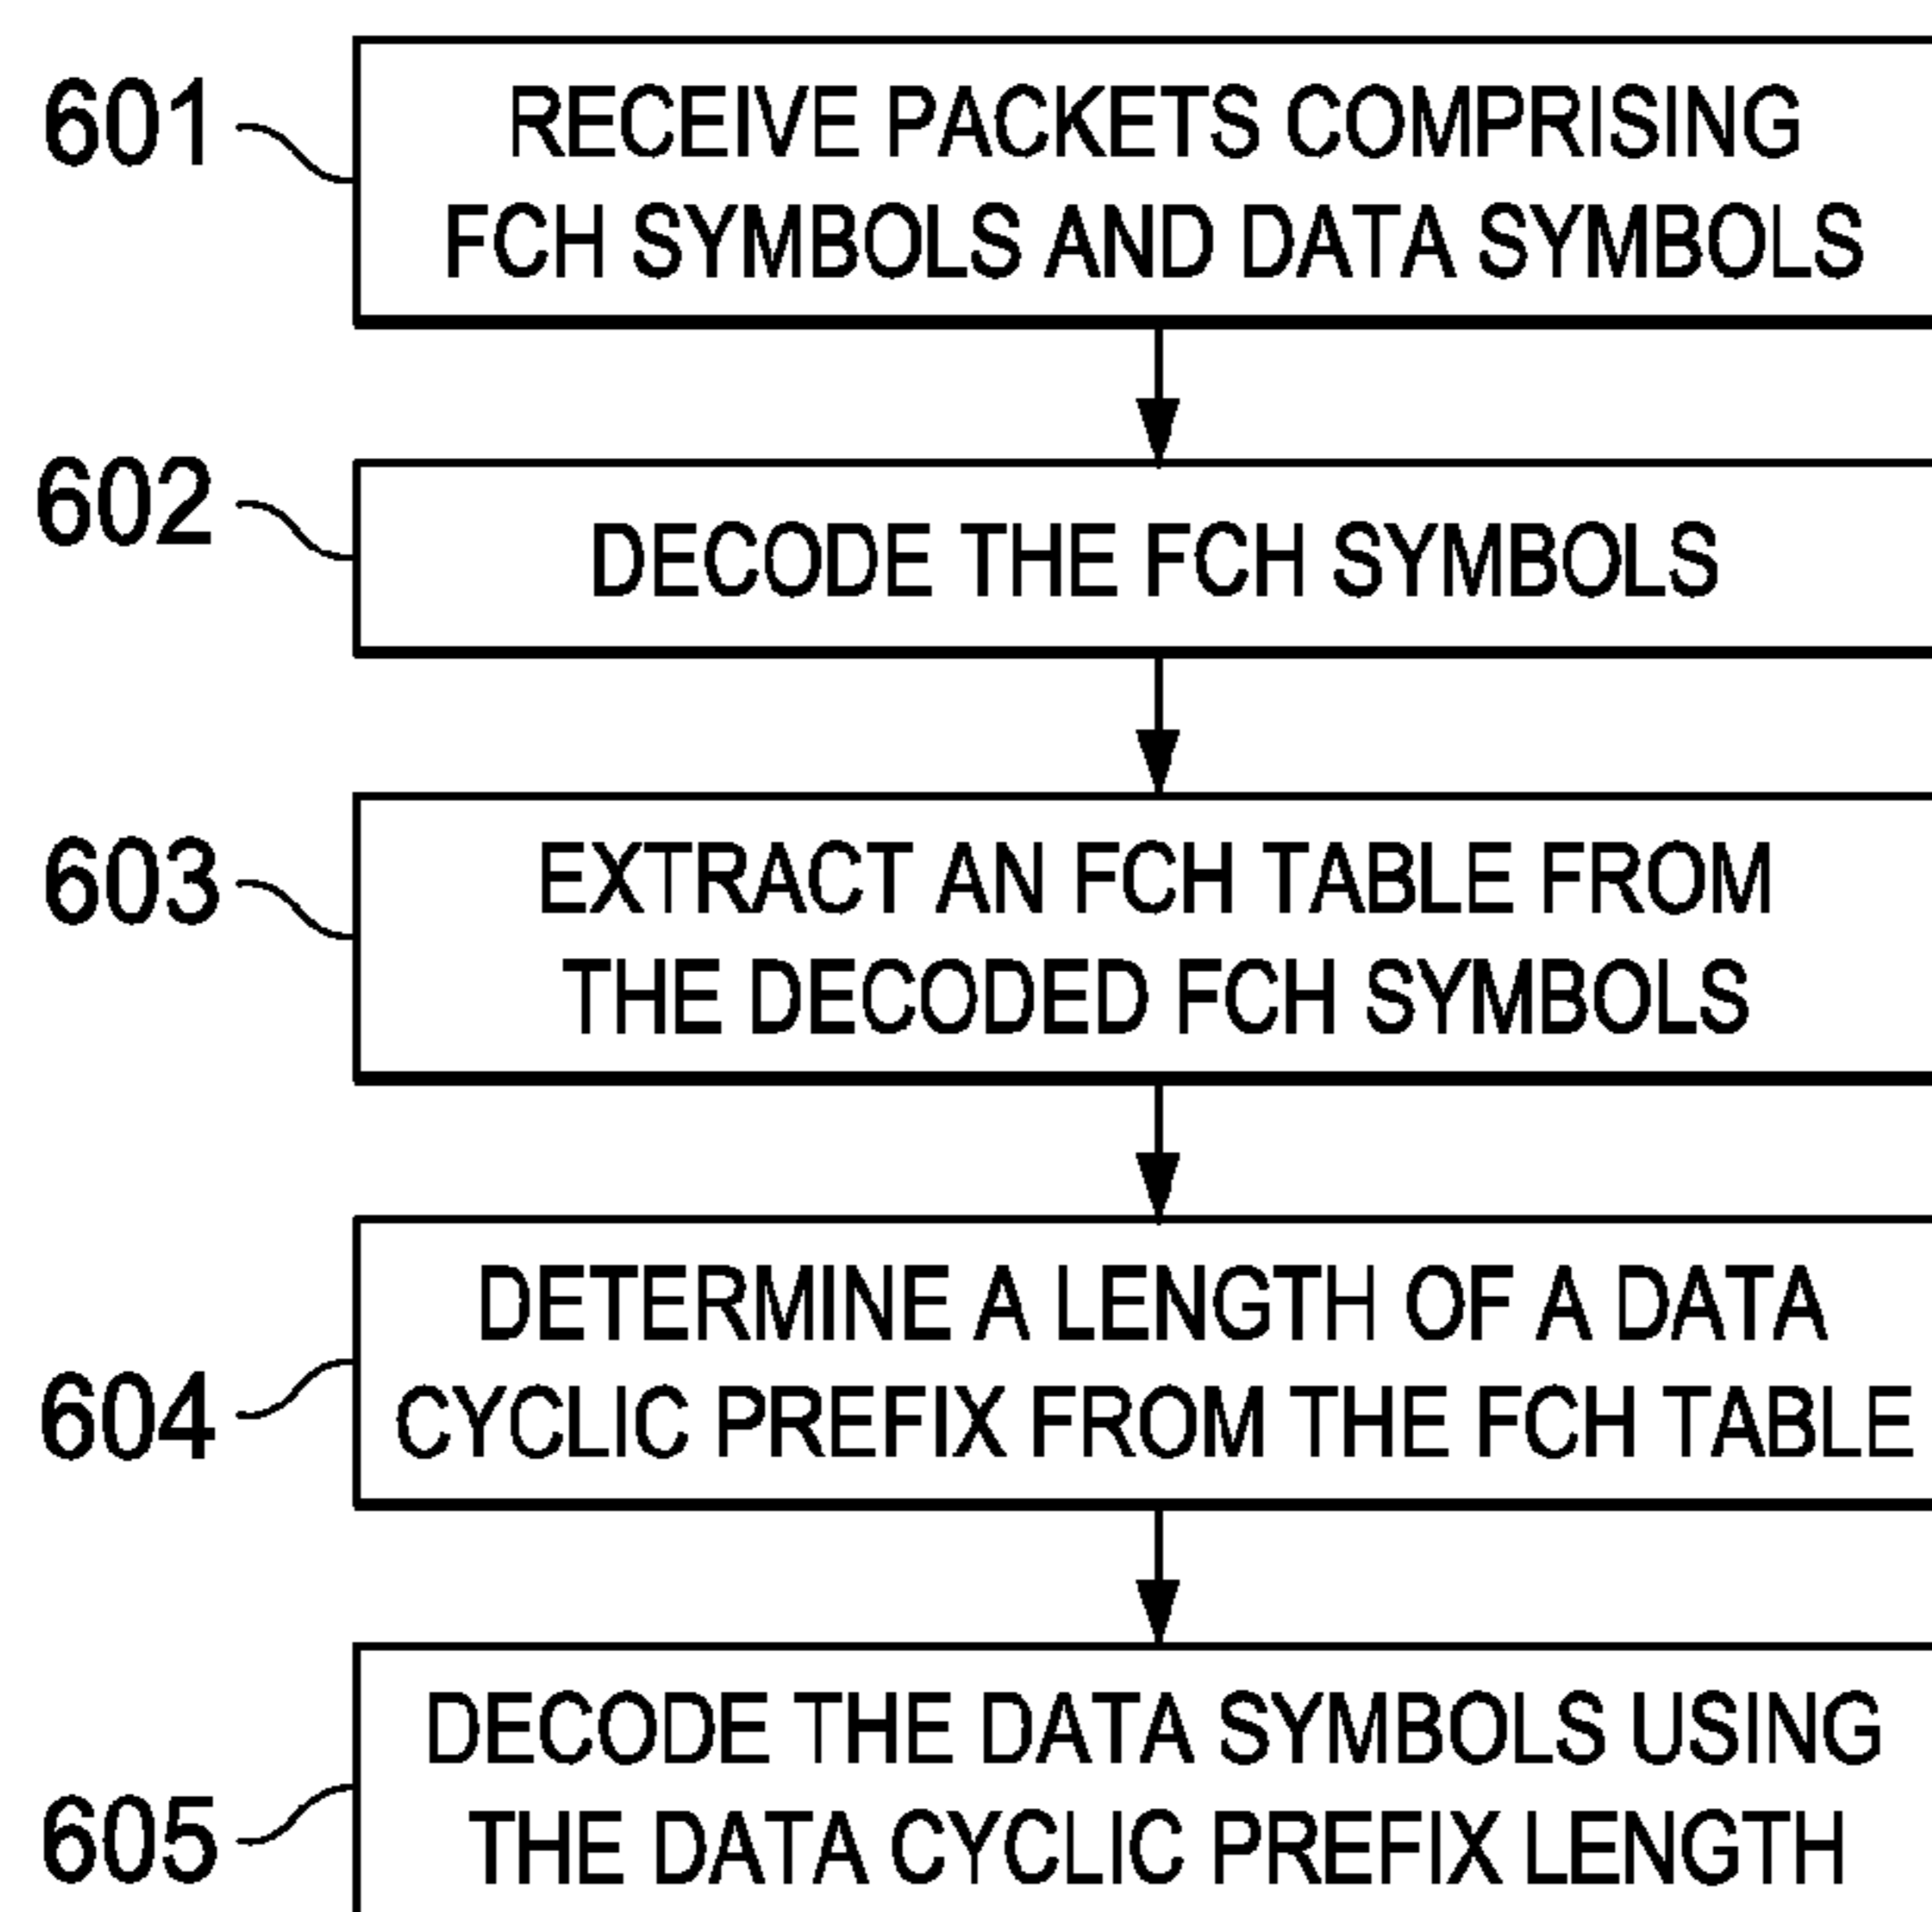 601
RECEIVE PACKETS COMPRISING
FCH SYMBOLS AND DATA SYMBOLS
602
DECODE THE FCH SYMBOLS
603
EXTRACT AN FCH TABLE FROM
THE DECODED FCH SYMBOLS
604
DETERMINE A LENGTH OF A DATA
CYCLIC PREFIX FROM THE FCH TABLE
605
DECODE THE DATA SYMBOLS USING
THE DATA CYCLIC PREFIX LENGTH